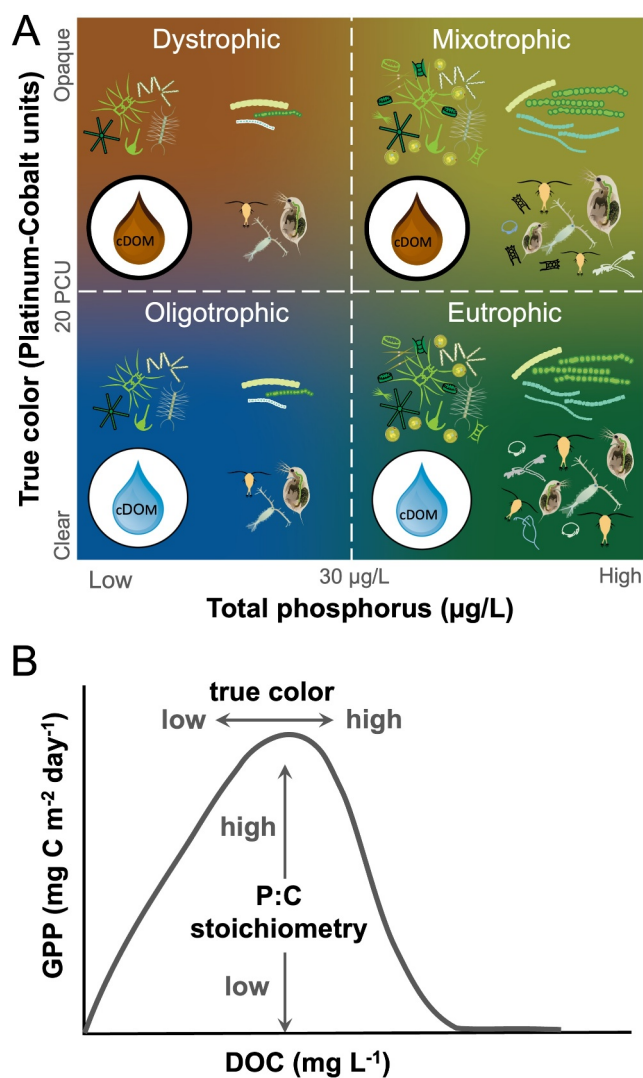 A
Dystrophic
Mixotrophic
cDOM
cDOM
Oligotrophic
Eutrophic
cDOM
cDOM
True color (Platinum-Cobalt units)
Opaque
20 PCU
Clear
Low
30 µg/L
High
Total phosphorus (µg/L)
B
true color
low
high
high
P:C
stoichiometry
low
GPP (mg C m⁻² day⁻¹)
DOC (mg L⁻¹)